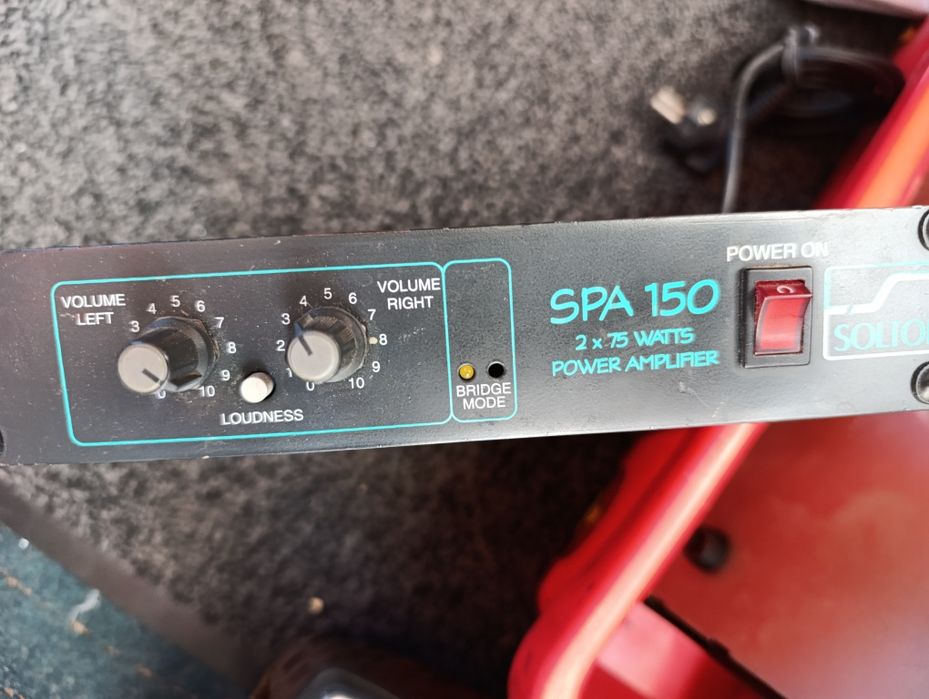 VOLUME
LEFT
3
4
5
6
7
8
9
10
0
LOUDNESS
VOLUME
RIGHT
1
2
3
4
5
6
7
8
9
10
0
BRIDGE
MODE
SPA 150
2 x 75 WATTS
POWER AMPLIFIER
POWER ON